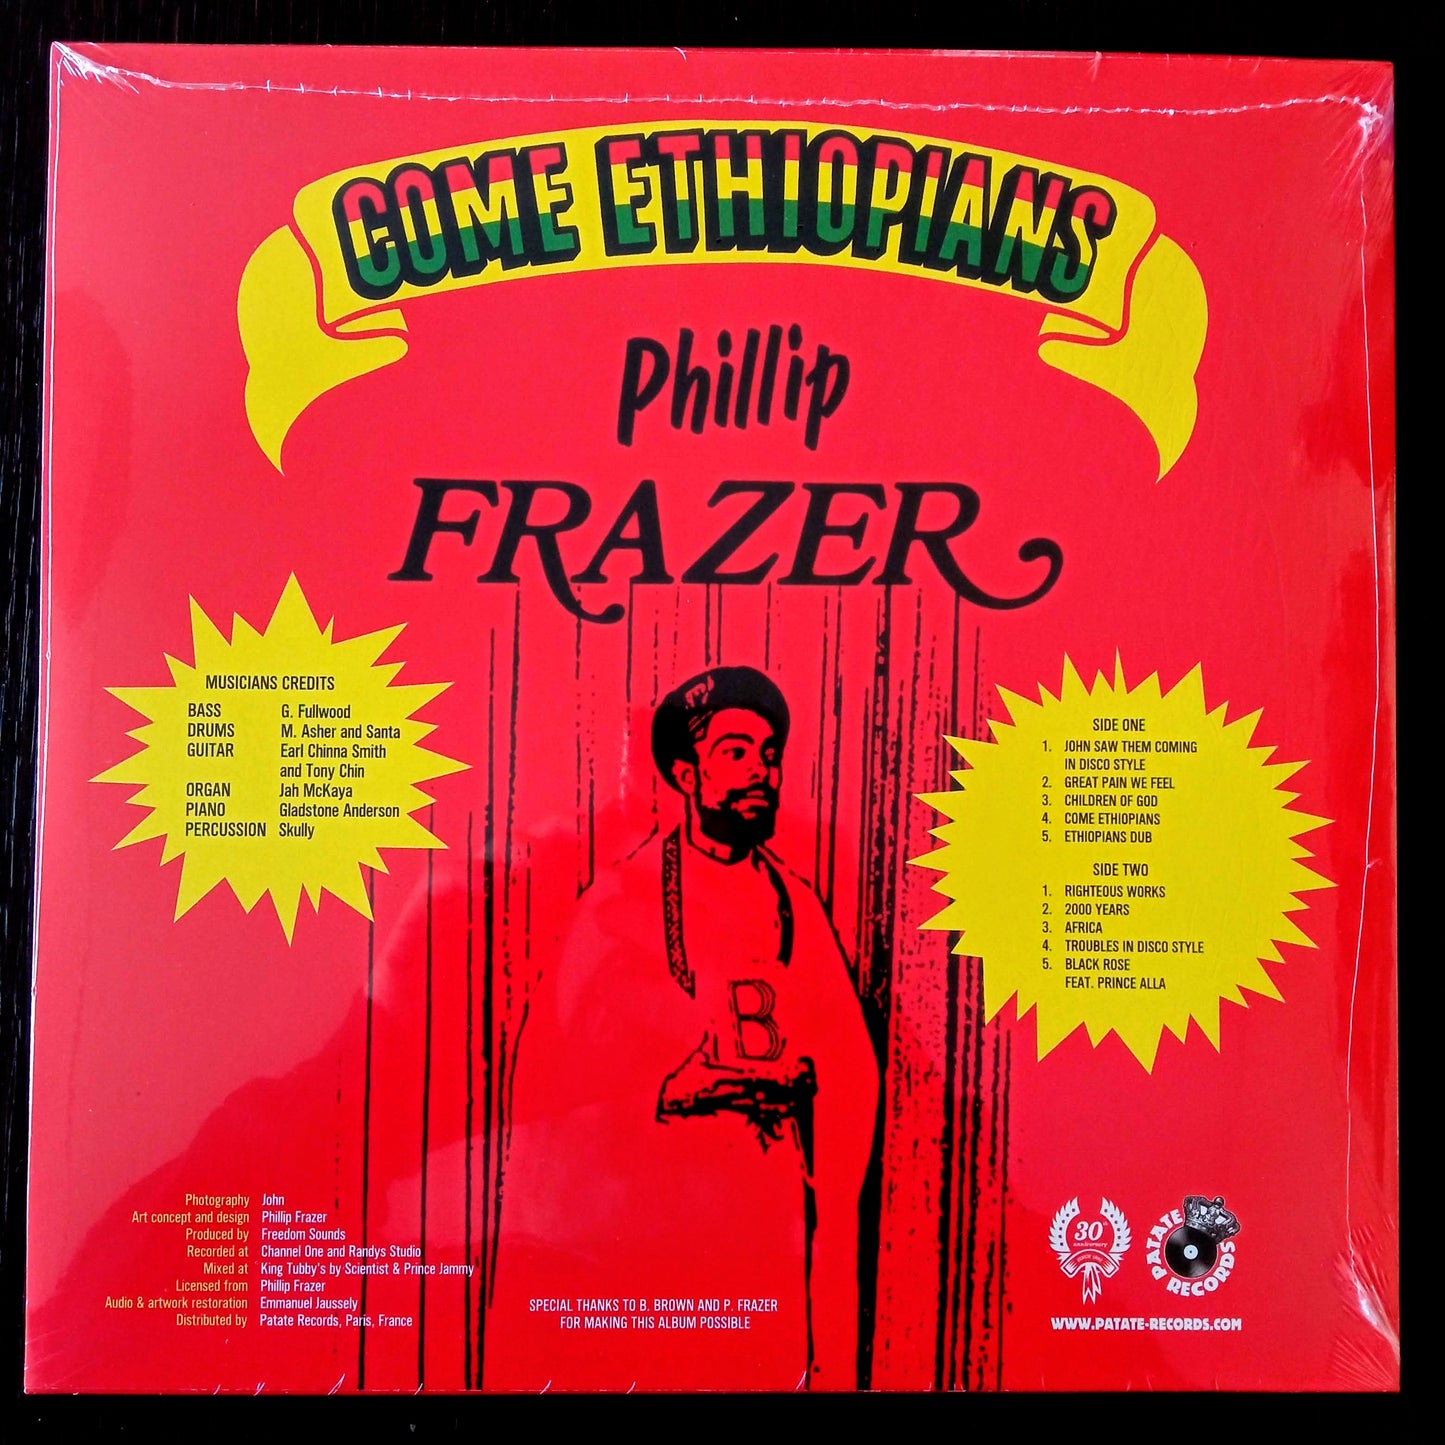 COME ETHIOPIANS
Phillip
FRAZER
MUSICIANS CREDITS
BASS G. Fullwood
DRUMS M. Asher and Santa
GUITAR Earl Chinna Smith
and Tony Chin
ORGAN Jah McKaya
PIANO Gladstone Anderson
PERCUSSION Skully
SIDE ONE
1. JOHN SAW THEM COMING
IN DISCO STYLE
2. GREAT PAIN WE FEEL
3. CHILDREN OF GOD
4. COME ETHIOPIANS
5. ETHIOPIANS DUB
SIDE TWO
1. RIGHTEOUS WORKS
2. 2000 YEARS
3. AFRICA
4. TROUBLES IN DISCO STYLE
5. BLACK ROSE
FEAT. PRINCE ALLA
B
Photography John
Art concept and design Phillip Frazer
Produced by Freedom Sounds
Recorded at Channel One and Randys Studio
Mixed at King Tubby's by Scientist & Prince Jammy
Licensed from Phillip Frazer
Audio & artwork restoration Emmanuel Jaussely
Distributed by Patate Records, Paris, France
SPECIAL THANKS TO B. BROWN AND P. FRAZER
FOR MAKING THIS ALBUM POSSIBLE
30th
anniversary
PATATE
RECORDS
WWW.PATATE-RECORDS.COM